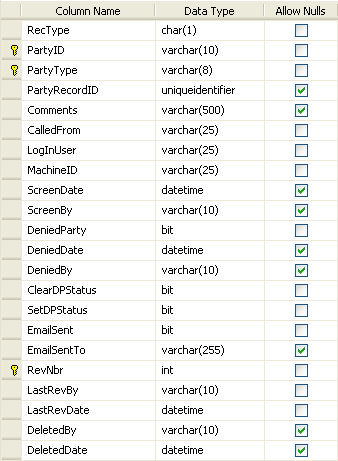 Column Name Data Type Allow Nulls
RecType char(1)
PartyID varchar(10)
PartyType varchar(8)
PartyRecordID uniqueidentifier
Comments varchar(500)
CalledFrom varchar(25)
LogInUser varchar(25)
MachineID varchar(25)
ScreenDate datetime
ScreenBy varchar(10)
DeniedParty bit
DeniedDate datetime
DeniedBy varchar(10)
ClearDPStatus bit
SetDPStatus bit
EmailSent bit
EmailSentTo varchar(255)
RevNbr int
LastRevBy varchar(10)
LastRevDate datetime
DeletedBy varchar(10)
DeletedDate datetime